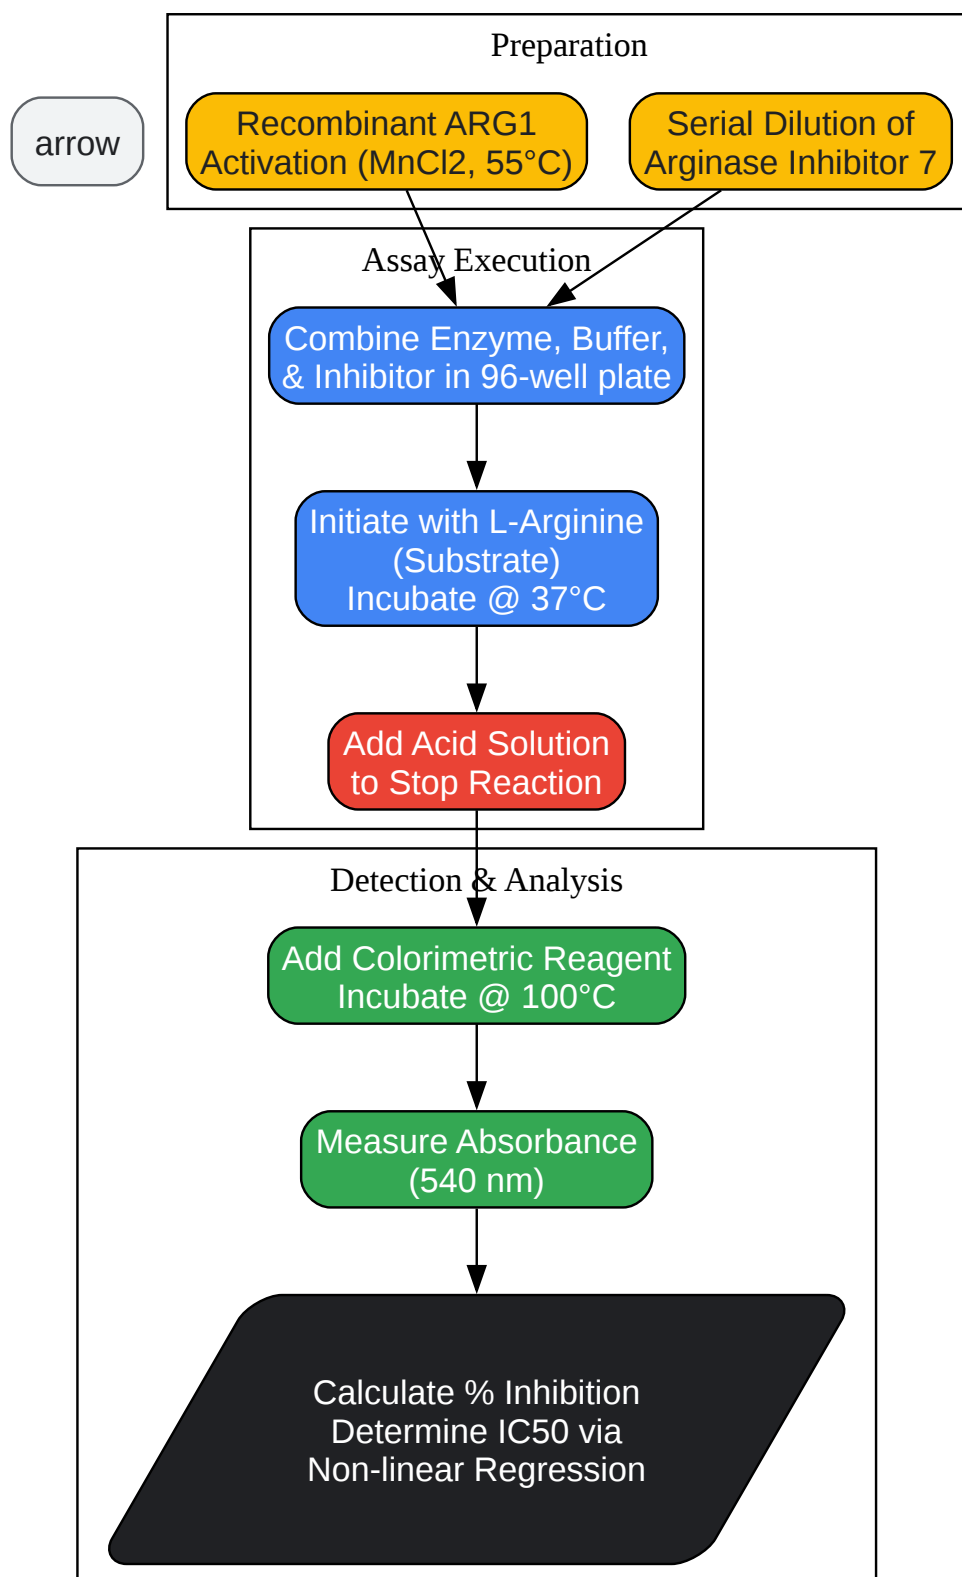 Preparation
arrow
Recombinant ARG1
Activation (MnCl2, 55°C)
Serial Dilution of
Arginase Inhibitor 7
Assay Execution
Combine Enzyme, Buffer,
& Inhibitor in 96-well plate
Initiate with L-Arginine
(Substrate)
Incubate @ 37°C
Add Acid Solution
to Stop Reaction
Detection & Analysis
Add Colorimetric Reagent
Incubate @ 100°C
Measure Absorbance
(540 nm)
Calculate % Inhibition
Determine IC50 via
Non-linear Regression